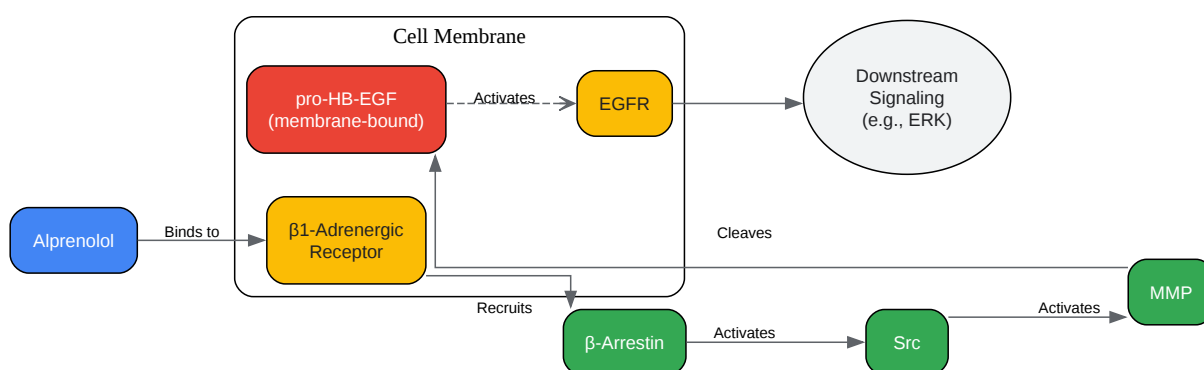 Cell Membrane
pro-HB-EGF
(membrane-bound)
Activates
EGFR
Downstream
Signaling
(e.g., ERK)
Alprenolol
Binds to
β1-Adrenergic
Receptor
Cleaves
Recruits
β-Arrestin
Activates
Src
Activates
MMP